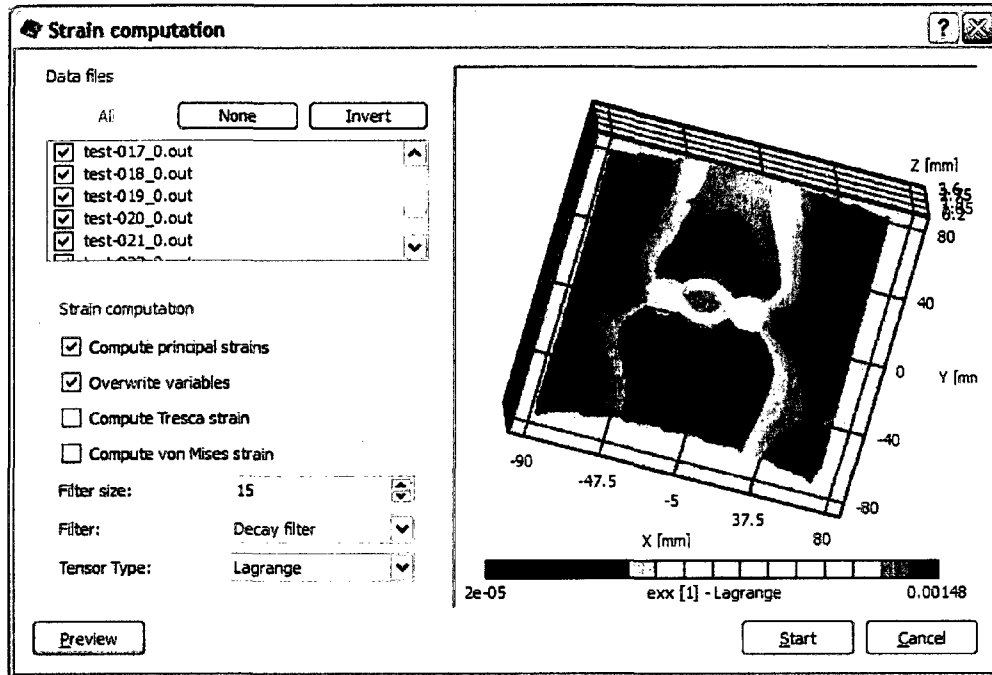 Strain computation
Data files
All
None
Invert
test-017_0.out
test-018_0.out
test-019_0.out
test-020_0.out
test-021_0.out
Strain computation
Compute principal strains
Overwrite variables
Compute Tresca strain
Compute von Mises strain
Filter size: 15
Filter: Decay filter
Tensor Type: Lagrange
Preview
Z [mm]
80
40
0
Y [mm
-40
-80
-90
-47.5
-5
37.5
80
X [mm]
2e-05
exx [1] - Lagrange
0.00148
Start
Cancel